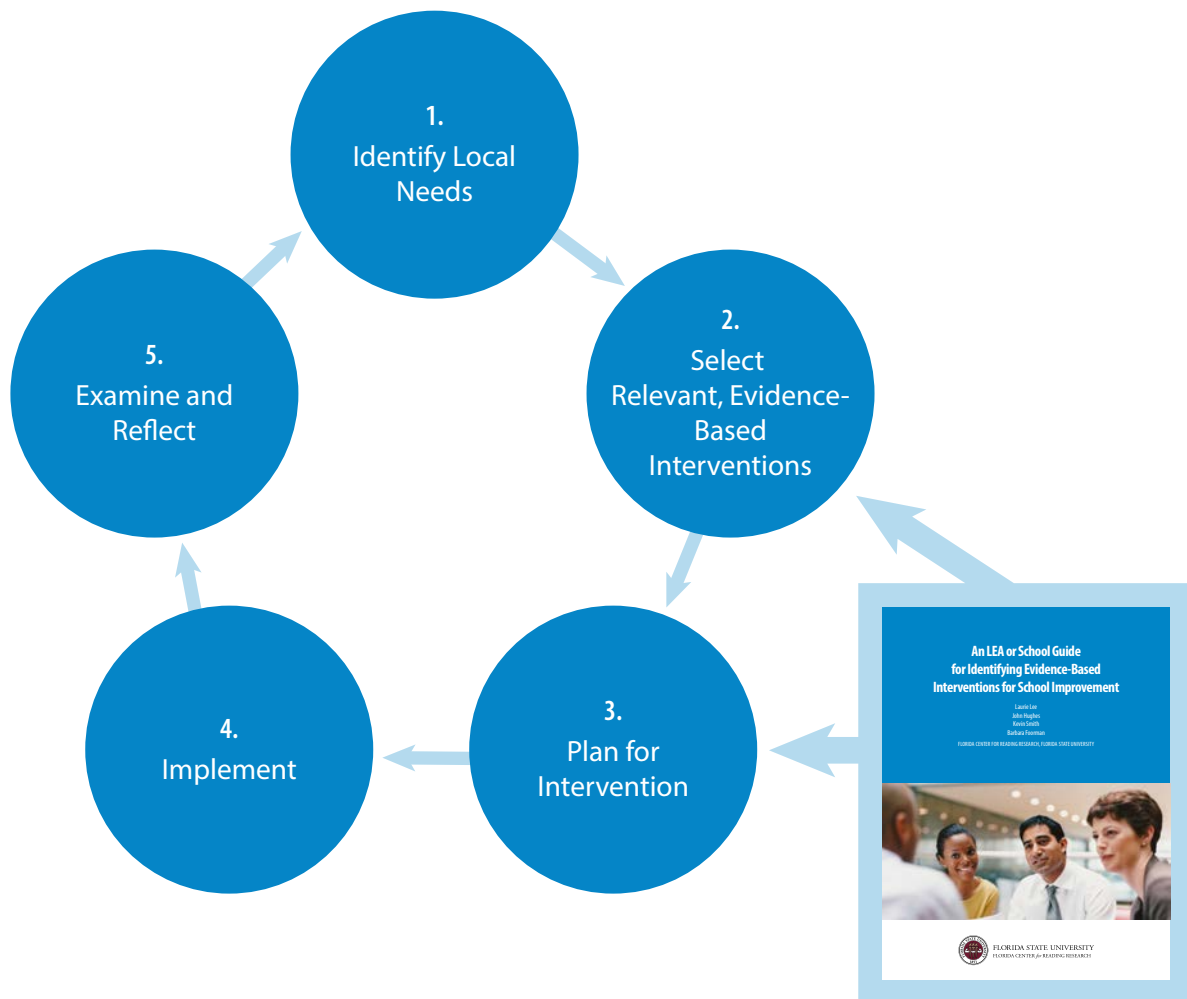 1.
Identify Local
Needs
2.
Select
Relevant, Evidence-
Based
Interventions
3.
Plan for
Intervention
4.
Implement
5.
Examine and
Reflect
An LEA or School Guide
for Identifying Evidence-Based
Interventions for School Improvement
Laurie Lee
John Hughes
Kevin Smith
Barbara Foorman
FLORIDA CENTER FOR READING RESEARCH, FLORIDA STATE UNIVERSITY
FLORIDA STATE UNIVERSITY
FLORIDA CENTER for READING RESEARCH